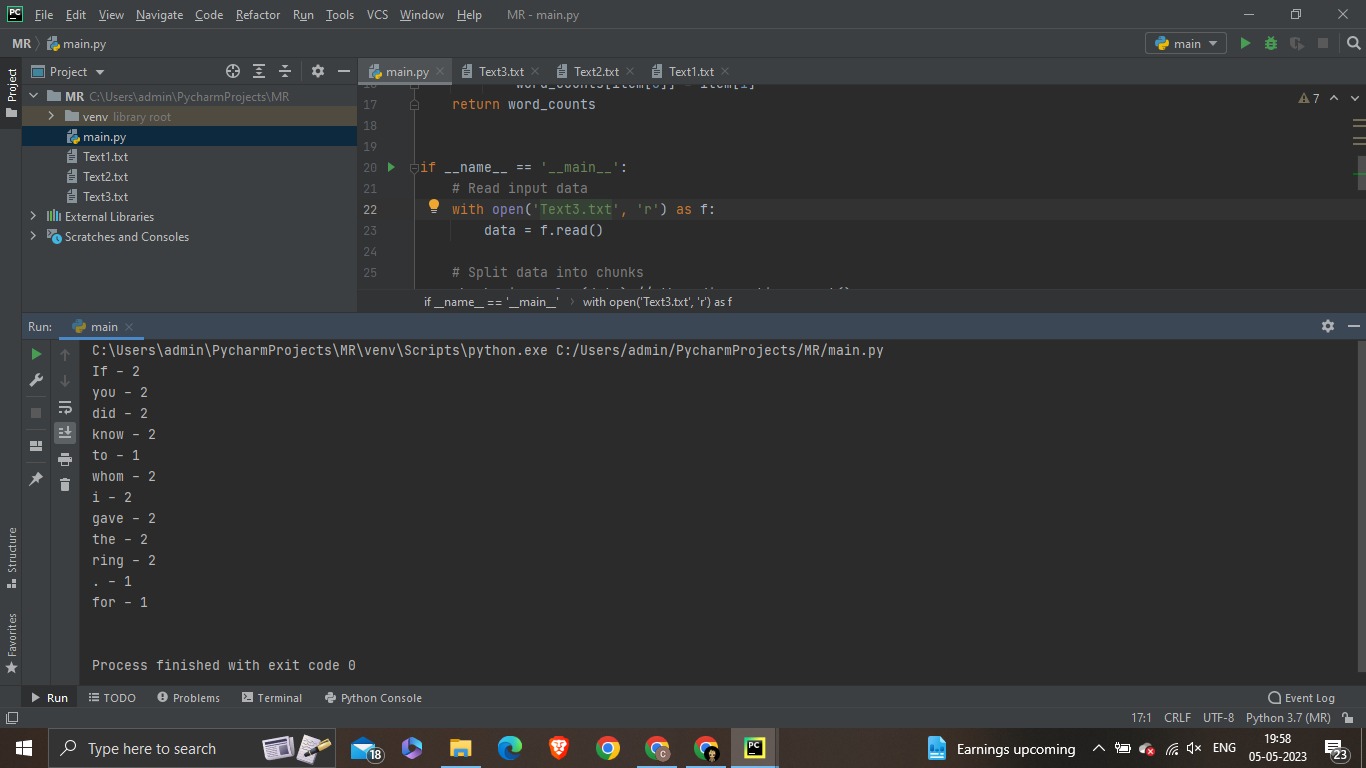 PC File Edit View Navigate Code Refactor Run Tools VCS Window Help MR - main.py
MR main.py main
Project main.py Text3.txt Text2.txt Text1.txt
Project
MR C:\Users\admin\PycharmProjects\MR
venv library root
main.py
Text1.txt
Text2.txt
Text3.txt
External Libraries
Scratches and Consoles
7
17 return word_counts
18
19
20 if __name__ == '__main__':
21 # Read input data
22 with open('Text3.txt', 'r') as f:
23 data = f.read()
24
25 # Split data into chunks
if __name__ == '__main__' with open('Text3.txt', 'r') as f
Run: main
C:\Users\admin\PycharmProjects\MR\venv\Scripts\python.exe C:/Users/admin/PycharmProjects/MR/main.py
If - 2
you - 2
did - 2
know - 2
to - 1
whom - 2
i - 2
gave - 2
the - 2
ring - 2
. - 1
for - 1
Process finished with exit code 0
Structure
Favorites
Run TODO Problems Terminal Python Console Event Log
17:1 CRLF UTF-8 Python 3.7 (MR)
Type here to search 18 C PC Earnings upcoming ENG 19:58
05-05-2023 23